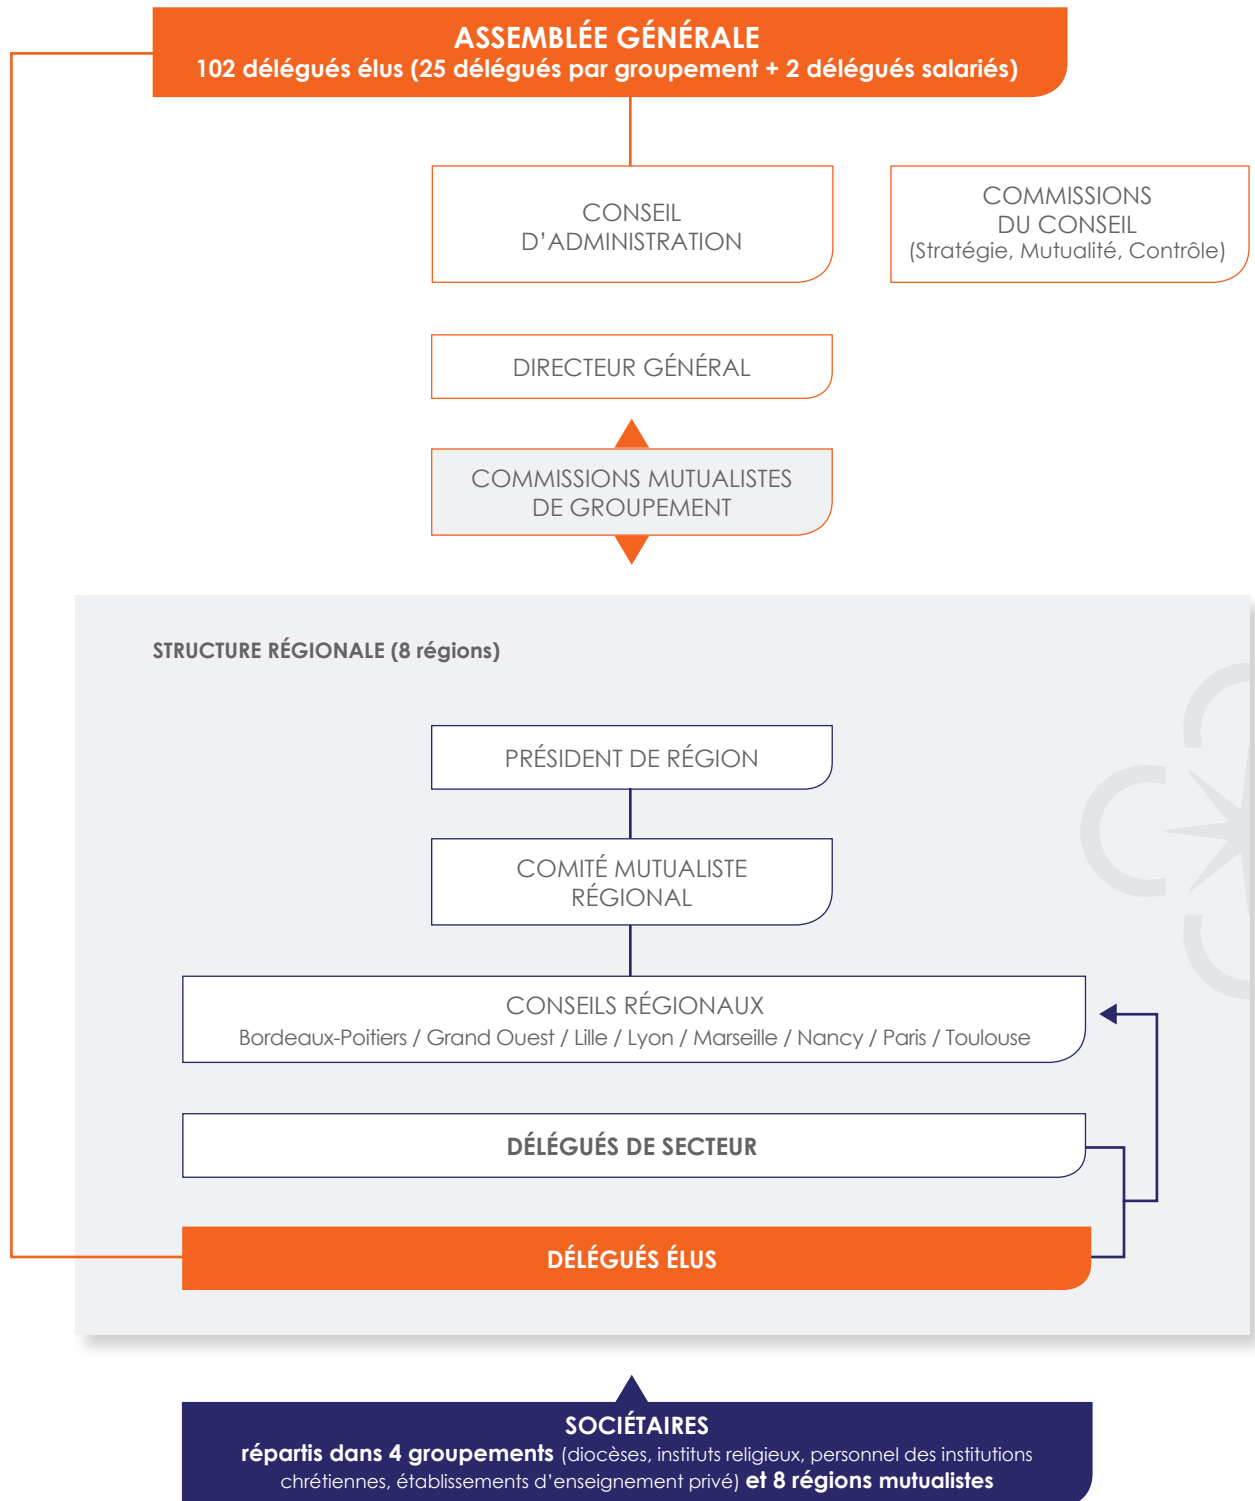 ASSEMBLÉE GÉNÉRALE
102 délégués élus (25 délégués par groupement + 2 délégués salariés)
CONSEIL
D’ADMINISTRATION
COMMISSIONS
DU CONSEIL
(Stratégie, Mutualité, Contrôle)
DIRECTEUR GÉNÉRAL
COMMISSIONS MUTUALISTES
DE GROUPEMENT
STRUCTURE RÉGIONALE (8 régions)
PRÉSIDENT DE RÉGION
COMITÉ MUTUALISTE
RÉGIONAL
CONSEILS RÉGIONAUX
Bordeaux-Poitiers / Grand Ouest / Lille / Lyon / Marseille / Nancy / Paris / Toulouse
DÉLÉGUÉS DE SECTEUR
DÉLÉGUÉS ÉLUS
SOCIÉTAIRES
répartis dans 4 groupements (diocèses, instituts religieux, personnel des institutions
chrétiennes, établissements d’enseignement privé) et 8 régions mutualistes